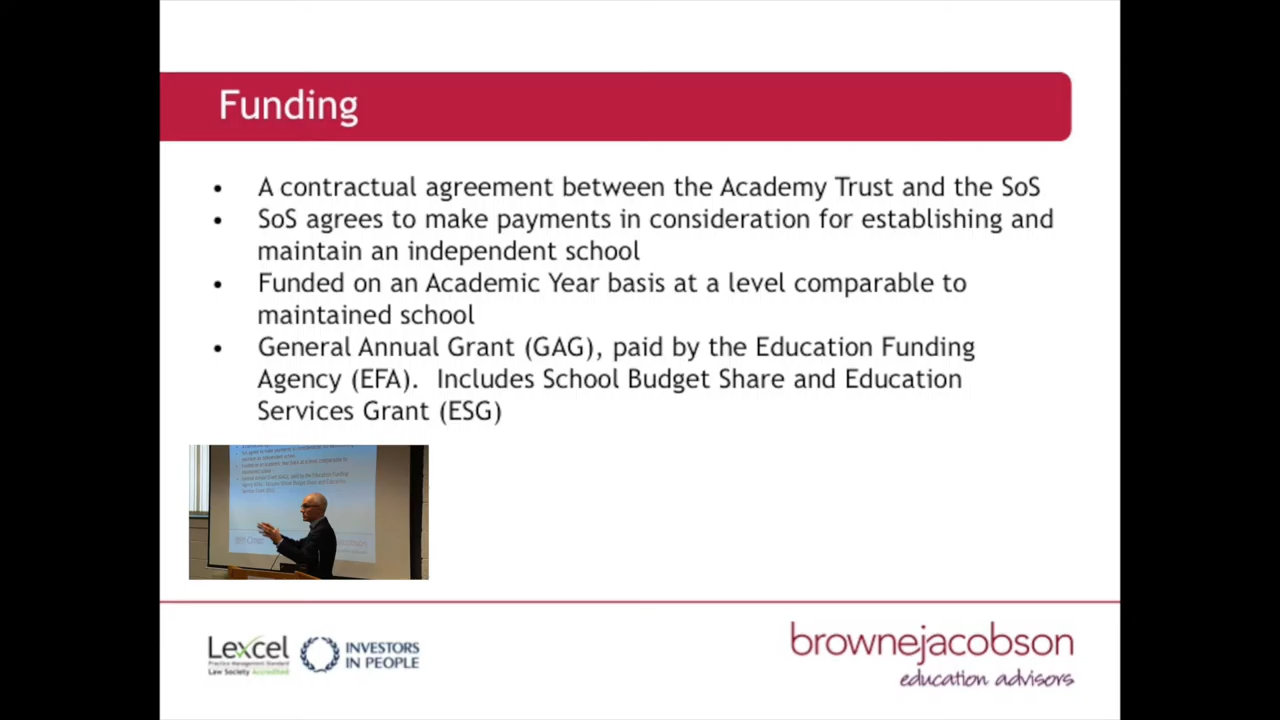 Funding
• A contractual agreement between the Academy Trust and the SoS
• SoS agrees to make payments in consideration for establishing and
maintain an independent school
• Funded on an Academic Year basis at a level comparable to
maintained school
• General Annual Grant (GAG), paid by the Education Funding
Agency (EFA). Includes School Budget Share and Education
Services Grant (ESG)
Lexcel
Practice Management Standard
Law Society Accredited
INVESTORS
IN PEOPLE
brownejacobson
education advisors